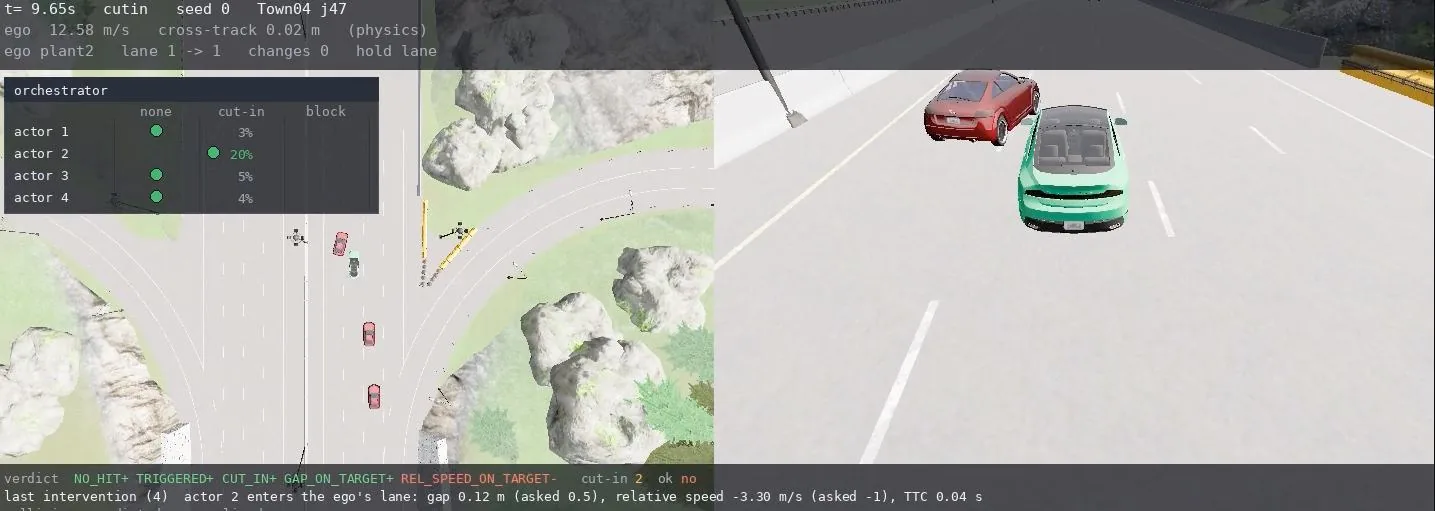 t= 9.65s   cutin   seed 0   Town04 j47
ego  12.58 m/s   cross-track 0.02 m   (physics)
ego plant2   lane 1 -> 1   changes 0   hold lane
orchestrator
none   cut-in   block
actor 1   3%
actor 2   20%
actor 3   5%
actor 4   4%
verdict  NO_HIT+ TRIGGERED+ CUT_IN+ GAP_ON_TARGET+ REL_SPEED_ON_TARGET-   cut-in 2  ok no
last intervention (4)  actor 2 enters the ego's lane: gap 0.12 m (asked 0.5), relative speed -3.30 m/s (asked -1), TTC 0.04 s